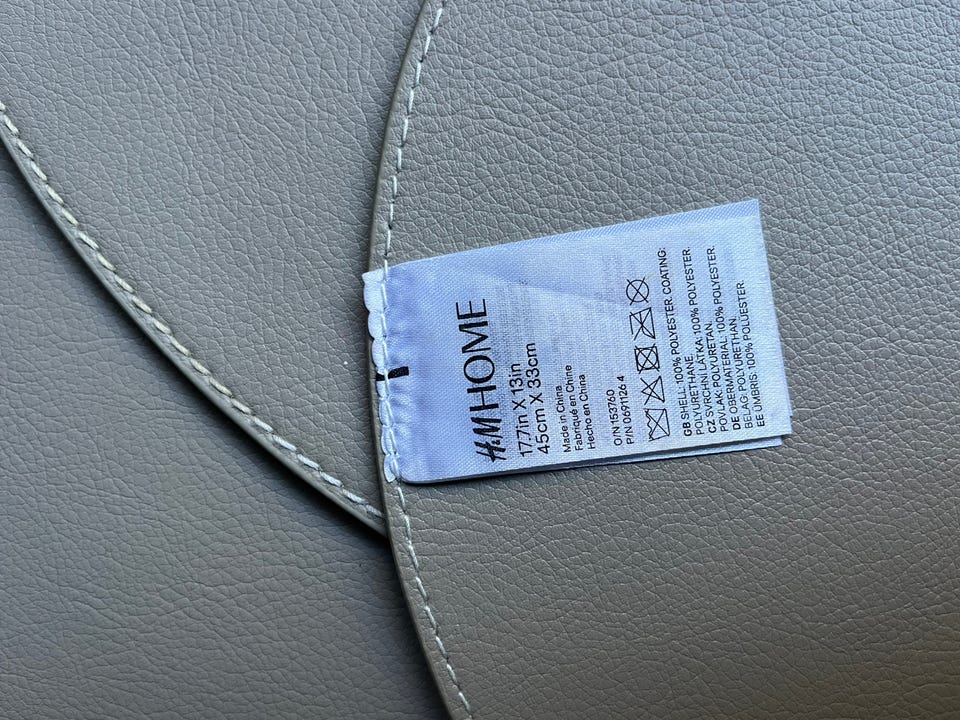 H&M HOME
17.7in X 13in
45cm X 33cm
Made in China
Fabriqué en Chine
Hecho en China
O/N 153760
P/N 0691126 4
GB SHELL: 100% POLYESTER. COATING:
POLYURETHANE.
CZ SVRCHNÍ LÁTKA: 100% POLYESTER.
POVLAK: POLYURETAN.
DE OBERMATERIAL: 100% POLYESTER.
BELAG: POLYURETHAN.
EE ÜMBRIS: 100% POLÜESTER.